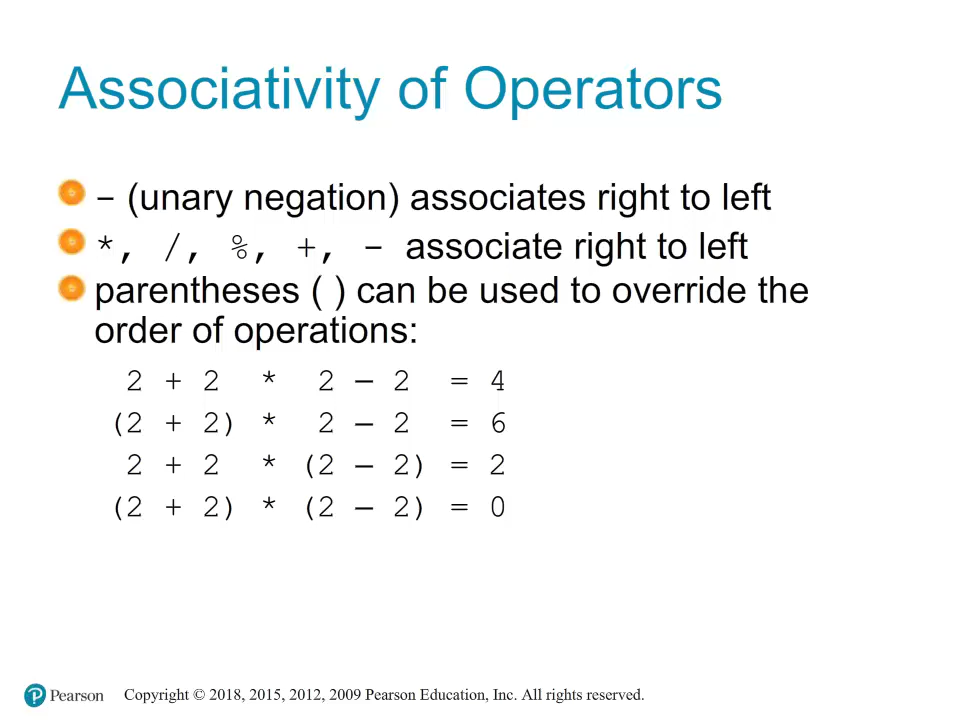 Associativity of Operators
– (unary negation) associates right to left
*, /, %, +, – associate right to left
parentheses ( ) can be used to override the
order of operations:
2 + 2 * 2 – 2 = 4
(2 + 2) * 2 – 2 = 6
2 + 2 * (2 – 2) = 2
(2 + 2) * (2 – 2) = 0
Pearson Copyright © 2018, 2015, 2012, 2009 Pearson Education, Inc. All rights reserved.